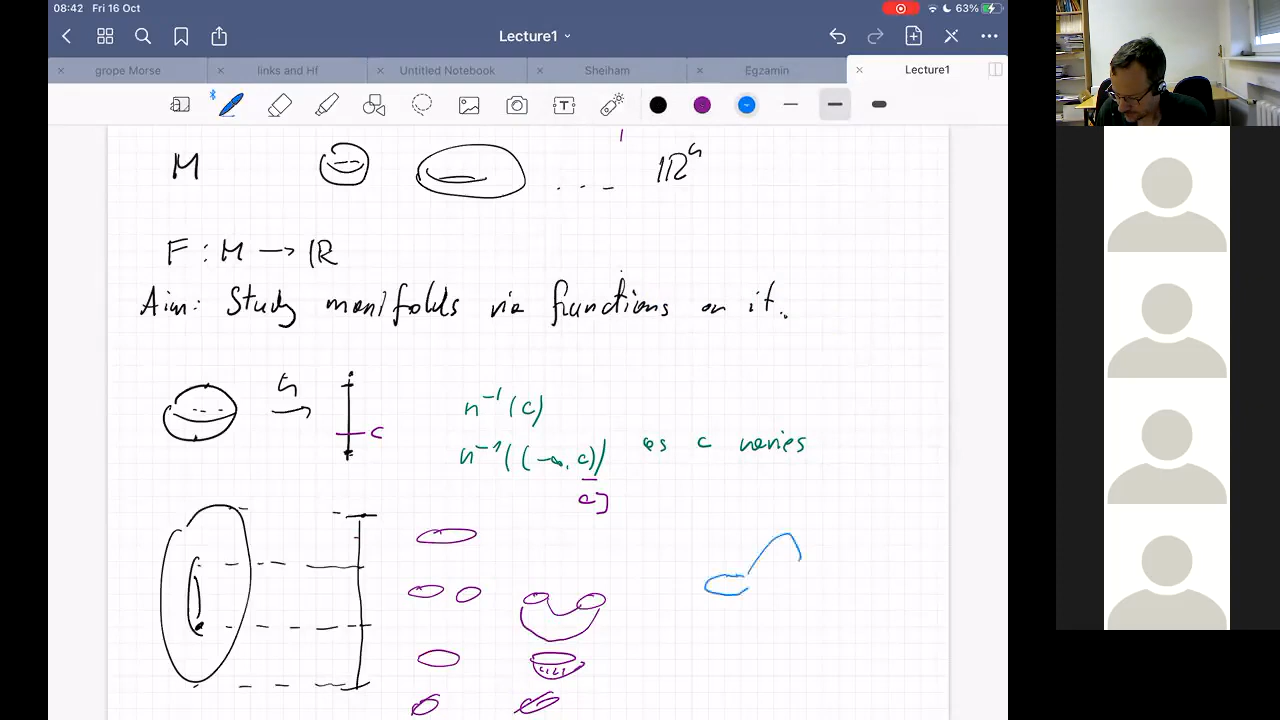 08:42 Fri 16 Oct
63%
Lecture1
grope Morse
links and Hf
Untitled Notebook
Sheiham
Egzamin
Lecture1
M
. . .
F : M → ℝ
Aim: Study manifolds via functions on it.
c
h⁻¹(c)
h⁻¹((-∞, c)) as c varies
c]